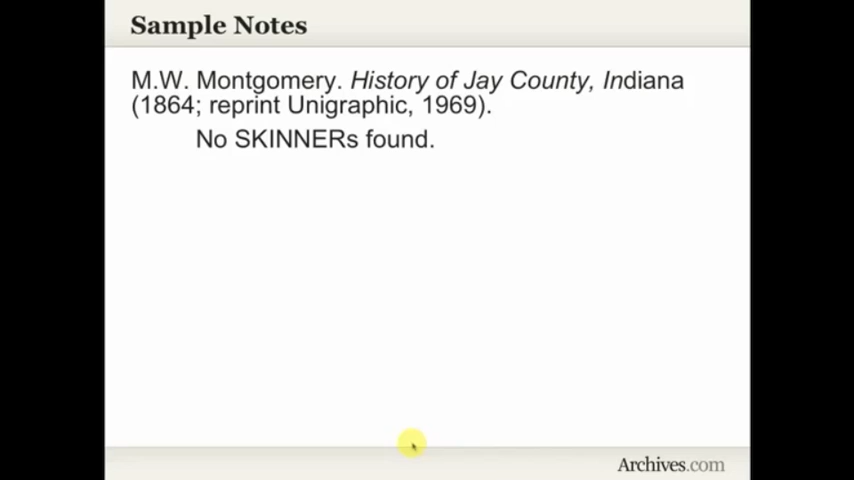 Sample Notes
M.W. Montgomery. History of Jay County, Indiana
(1864; reprint Unigraphic, 1969).
No SKINNERs found.
Archives.com